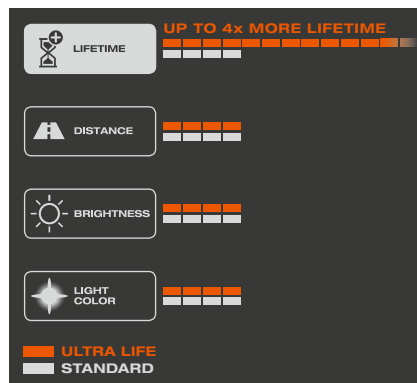 UP TO 4x MORE LIFETIME
LIFETIME
DISTANCE
BRIGHTNESS
LIGHT
COLOR
ULTRA LIFE
STANDARD